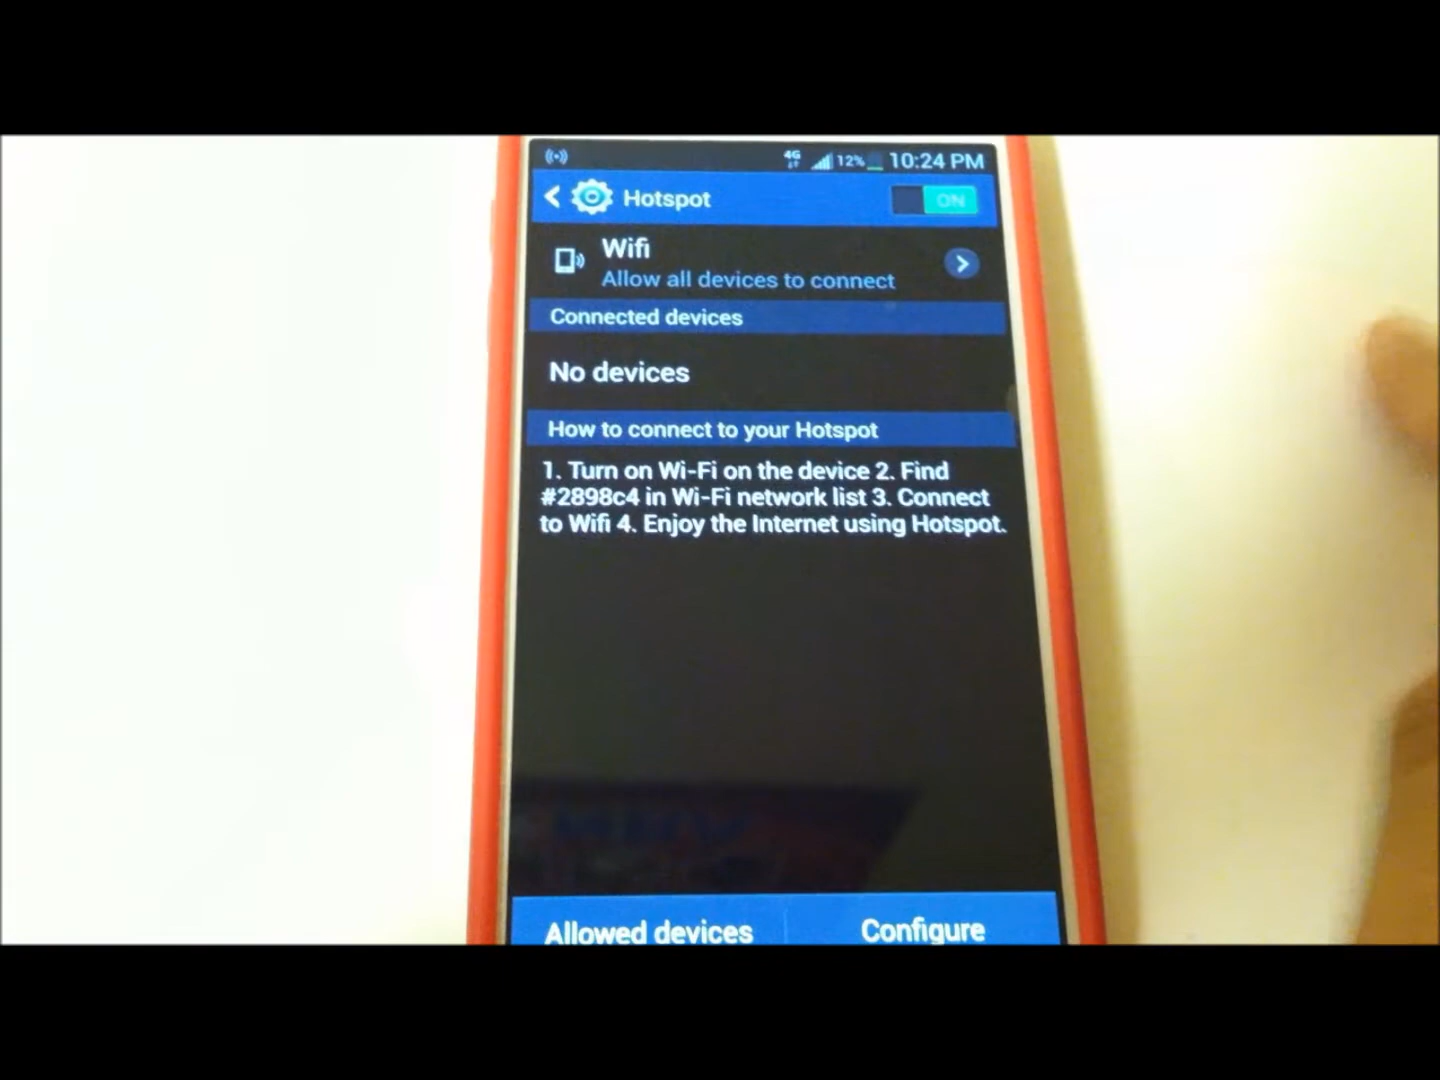 4G 12% 10:24 PM
Hotspot ON
Wifi
Allow all devices to connect
Connected devices
No devices
How to connect to your Hotspot
1. Turn on Wi-Fi on the device 2. Find
#2898c4 in Wi-Fi network list 3. Connect
to Wifi 4. Enjoy the Internet using Hotspot.
Allowed devices Configure